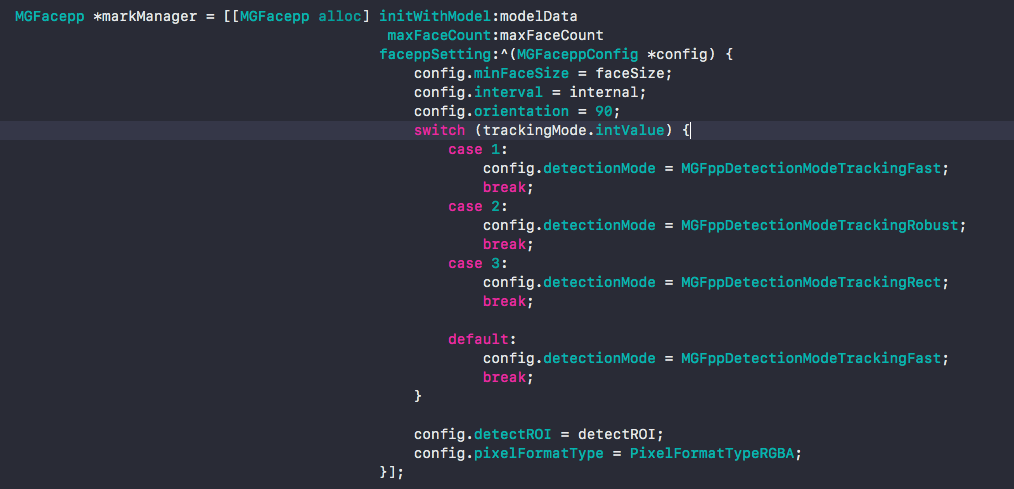 MGFacepp *markManager = [[MGFacepp alloc] initWithModel:modelData
maxFaceCount:maxFaceCount
faceppSetting:^(MGFaceppConfig *config) {
config.minFaceSize = faceSize;
config.interval = internal;
config.orientation = 90;
switch (trackingMode.intValue) {
case 1:
config.detectionMode = MGFppDetectionModeTrackingFast;
break;
case 2:
config.detectionMode = MGFppDetectionModeTrackingRobust;
break;
case 3:
config.detectionMode = MGFppDetectionModeTrackingRect;
break;
default:
config.detectionMode = MGFppDetectionModeTrackingFast;
break;
}
config.detectROI = detectROI;
config.pixelFormatType = PixelFormatTypeRGBA;
}];